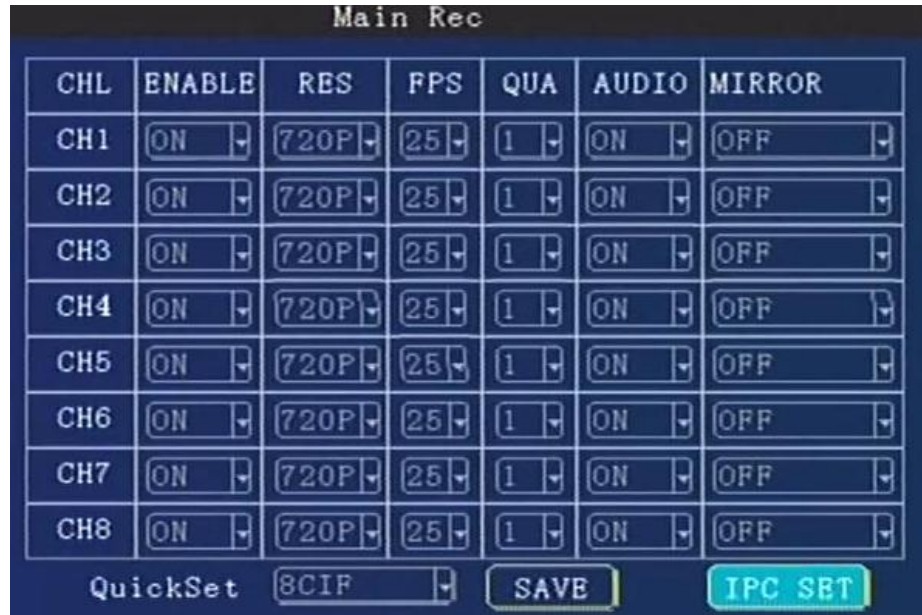 Main Rec
CHL ENABLE RES FPS QUA AUDIO MIRROR
CH1 ON 720P 25 1 ON OFF
CH2 ON 720P 25 1 ON OFF
CH3 ON 720P 25 1 ON OFF
CH4 ON 720P 25 1 ON OFF
CH5 ON 720P 25 1 ON OFF
CH6 ON 720P 25 1 ON OFF
CH7 ON 720P 25 1 ON OFF
CH8 ON 720P 25 1 ON OFF
QuickSet 8CIF SAVE IPC SET